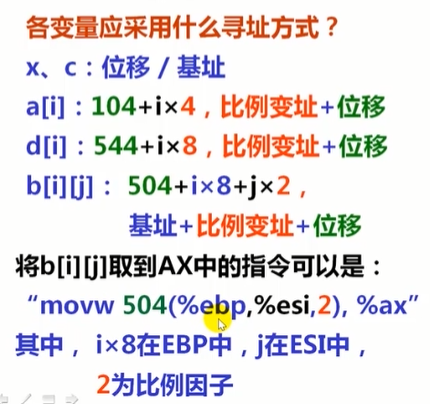 各变量应采用什么寻址方式？
x、c：位移 / 基址
a[i]：104+i×4，比例变址+位移
d[i]：544+i×8，比例变址+位移
b[i][j]： 504+i×8+j×2，
基址+比例变址+位移
将b[i][j]取到AX中的指令可以是：
“movw 504(%ebp,%esi,2), %ax”
其中， i×8在EBP中，j在ESI中，
2为比例因子